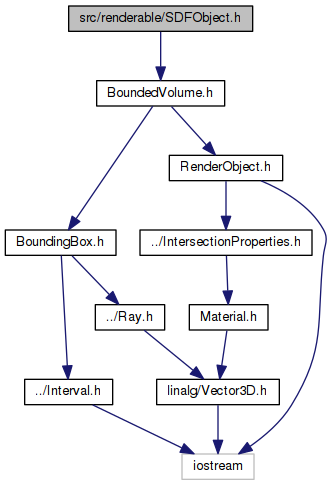 src/renderable/SDFObject.h
BoundedVolume.h
RenderObject.h
BoundingBox.h
../IntersectionProperties.h
../Ray.h
Material.h
../Interval.h
linalg/Vector3D.h
iostream